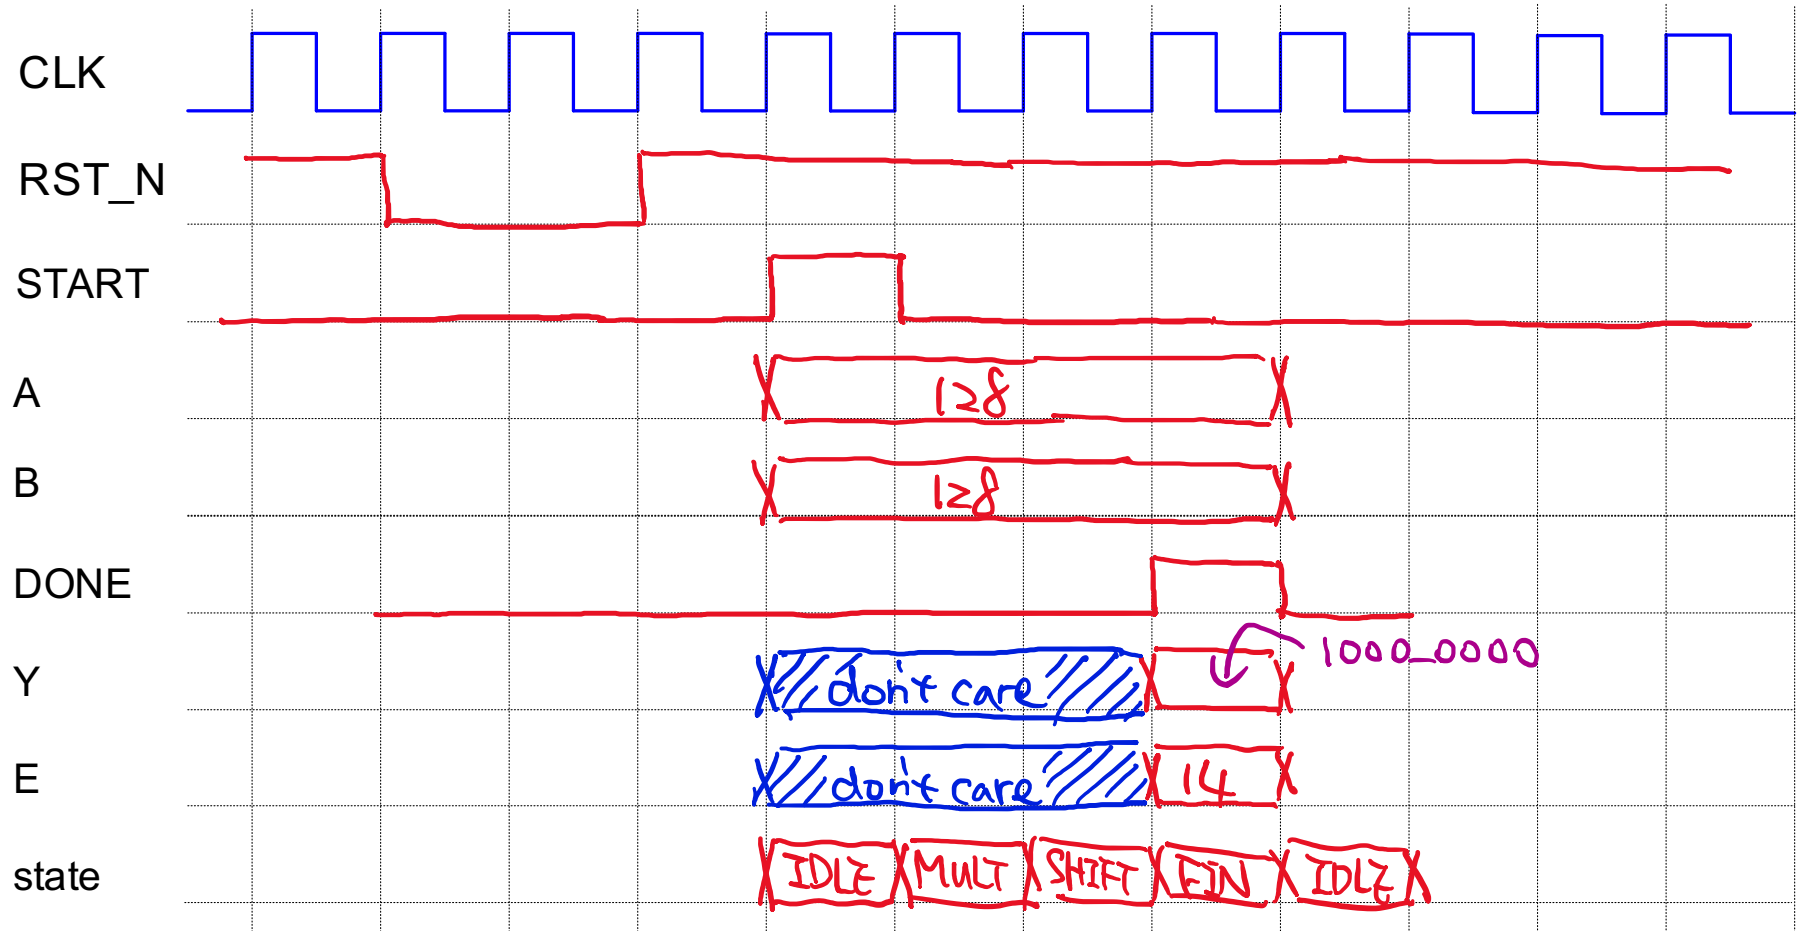 CLK
RST_N
START
A 128
B 128
DONE
Y don't care 1000_0000
E don't care 14
state IDLE MULT SHIFT FIN IDLE